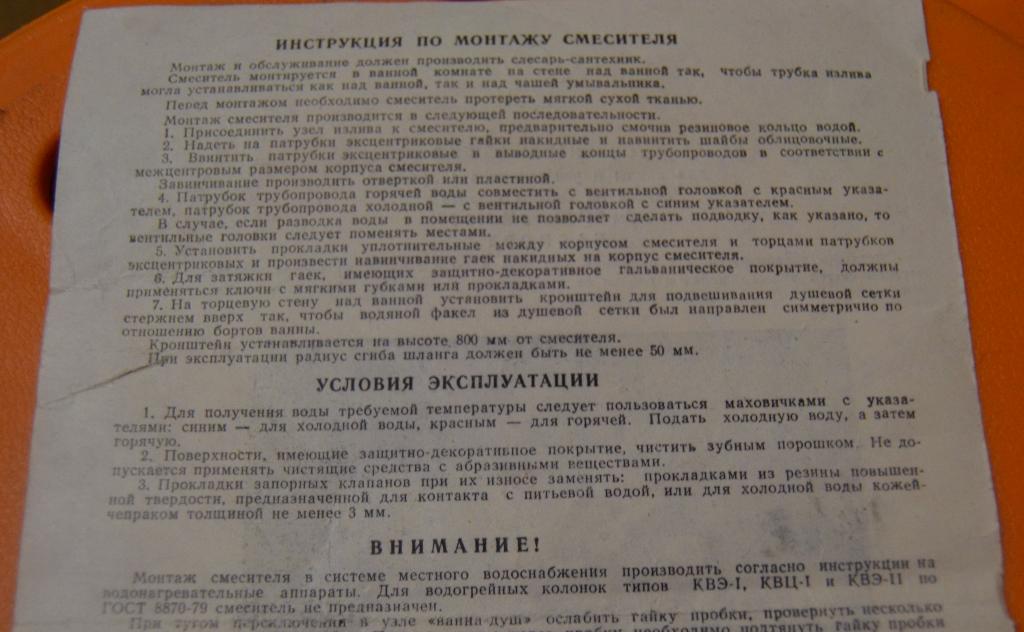 ИНСТРУКЦИЯ ПО МОНТАЖУ СМЕСИТЕЛЯ
Монтаж и обслуживание должен производить слесарь-сантехник.
Смеситель монтируется в ванной комнате на стене над ванной так, чтобы трубка излива
могла устанавливаться как над ванной, так и над чашей умывальника.
Перед монтажом необходимо смеситель протереть мягкой сухой тканью.
Монтаж смесителя производится в следующей последовательности.
1. Присоединить узел излива к смесителю, предварительно смочив резиновое кольцо водой.
2. Надеть на патрубки эксцентриковые гайки накидные и навинтить шайбы облицовочные.
3. Ввинтить патрубки эксцентриковые в выводные концы трубопроводов в соответствии с
межцентровым размером корпуса смесителя.
Завинчивание производить отверткой или пластиной.
4. Патрубок трубопровода горячей воды совместить с вентильной головкой с красным указа-
телем, патрубок трубопровода холодной — с вентильной головкой с синим указателем.
В случае, если разводка воды в помещении не позволяет сделать подводку, как указано, то
вентильные головки следует поменять местами.
5. Установить прокладки уплотнительные между корпусом смесителя и торцами патрубков
эксцентриковых и произвести навинчивание гаек накидных на корпус смесителя.
6. Для затяжки гаек, имеющих защитно-декоративное гальваническое покрытие, должны
применяться ключи с мягкими губками или прокладками.
7. На торцевую стену над ванной установить кронштейн для подвешивания душевой сетки
стержнем вверх так, чтобы водяной факел из душевой сетки был направлен симметрично по
отношению бортов ванны.
Кронштейн устанавливается на высоте 800 мм от смесителя.
При эксплуатации радиус сгиба шланга должен быть не менее 50 мм.
УСЛОВИЯ ЭКСПЛУАТАЦИИ
1. Для получения воды требуемой температуры следует пользоваться маховичками с указа-
телями: синим — для холодной воды, красным — для горячей. Подать холодную воду, а затем
горячую.
2. Поверхности, имеющие защитно-декоративное покрытие, чистить зубным порошком. Не до-
пускается применять чистящие средства с абразивными веществами.
3. Прокладки запорных клапанов при их износе заменять: прокладками из резины повышен-
ной твердости, предназначенной для контакта с питьевой водой, или для холодной воды кожей-
чепраком толщиной не менее 3 мм.
ВНИМАНИЕ!
Монтаж смесителя в системе местного водоснабжения производить согласно инструкции на
водонагревательные аппараты. Для водогрейных колонок типов КВЭ-I, КВЦ-I и КВЭ-II по
ГОСТ 8870-79 смеситель не предназначен.
При тугом переключении в узле «ванна-душ» ослабить гайку пробки, провернуть несколько
пробку необходимо подтянуть гайку пробки